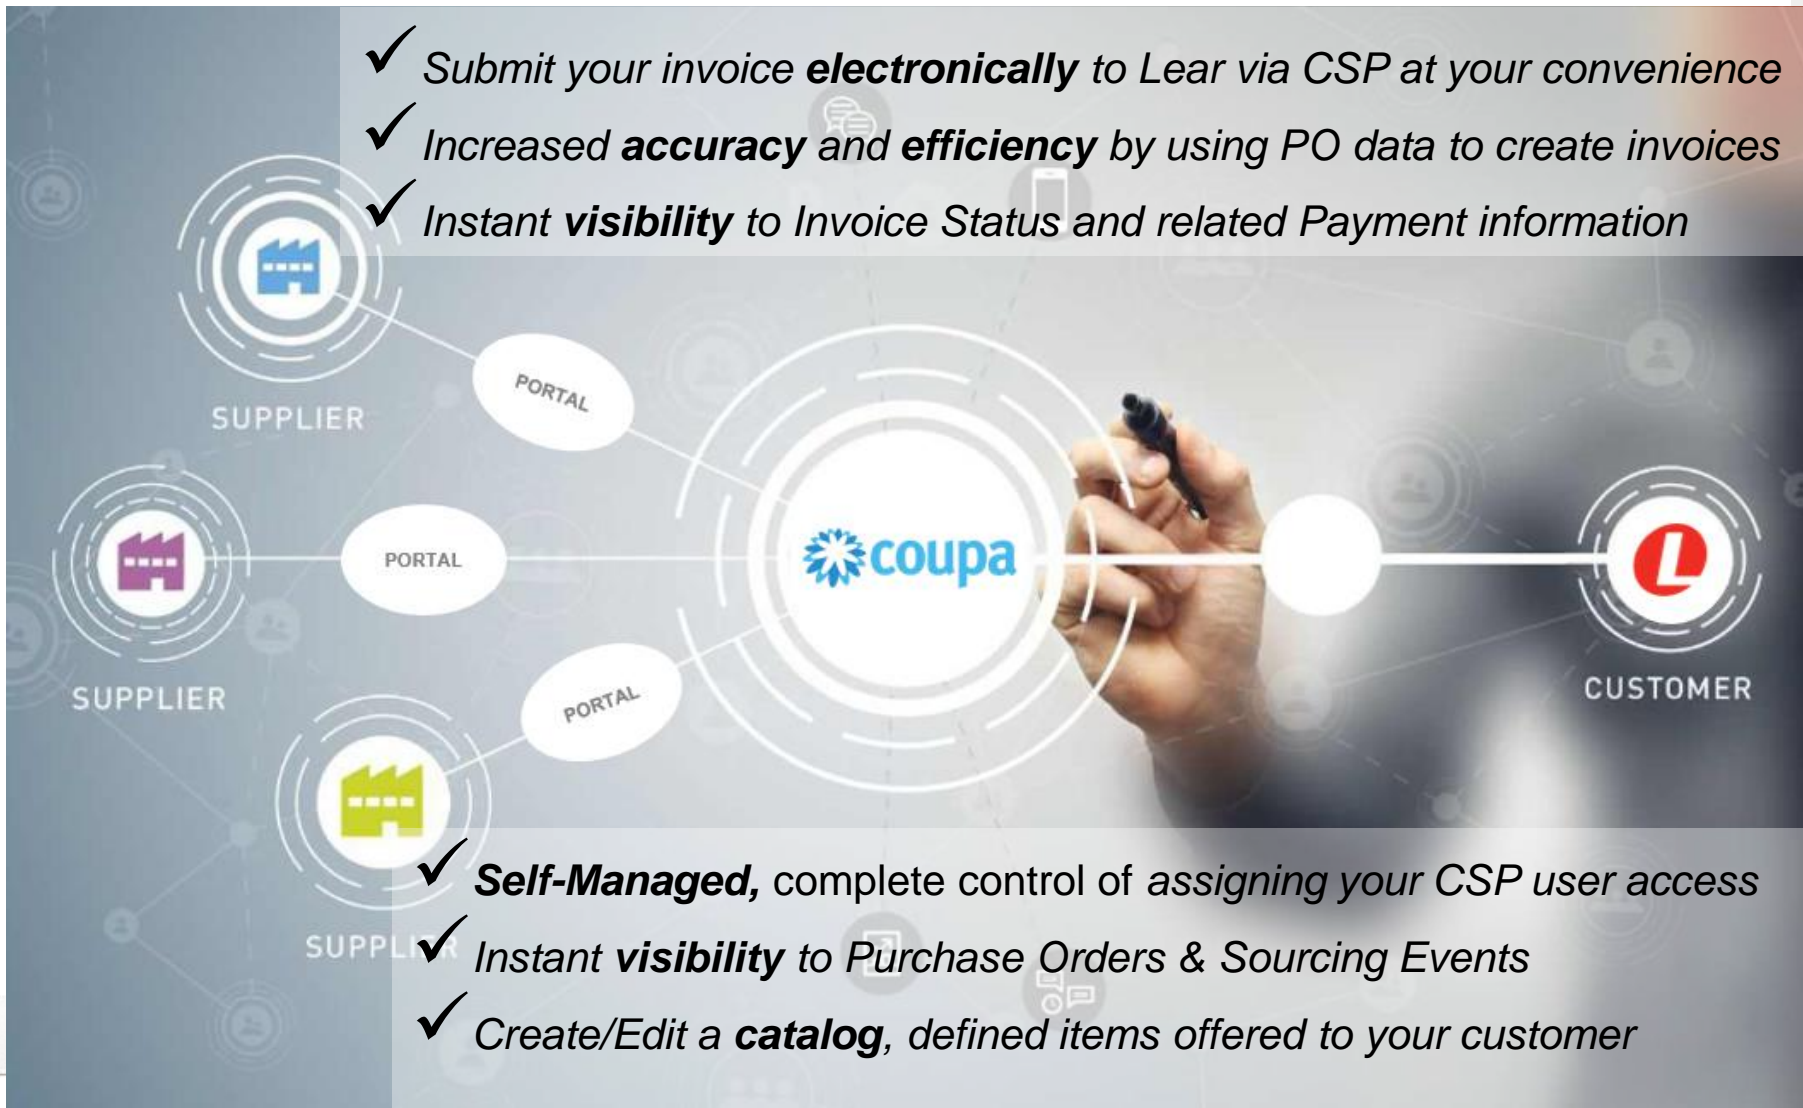 Submit your invoice electronically to Lear via CSP at your convenience
Increased accuracy and efficiency by using PO data to create invoices
Instant visibility to Invoice Status and related Payment information
PORTAL
SUPPLIER
PORTAL
coupa
L
SUPPLIER
PORTAL
CUSTOMER
Self-Managed, complete control of assigning your CSP user access
SUPPLIER
Instant visibility to Purchase Orders & Sourcing Events
Create/Edit a catalog, defined items offered to your customer